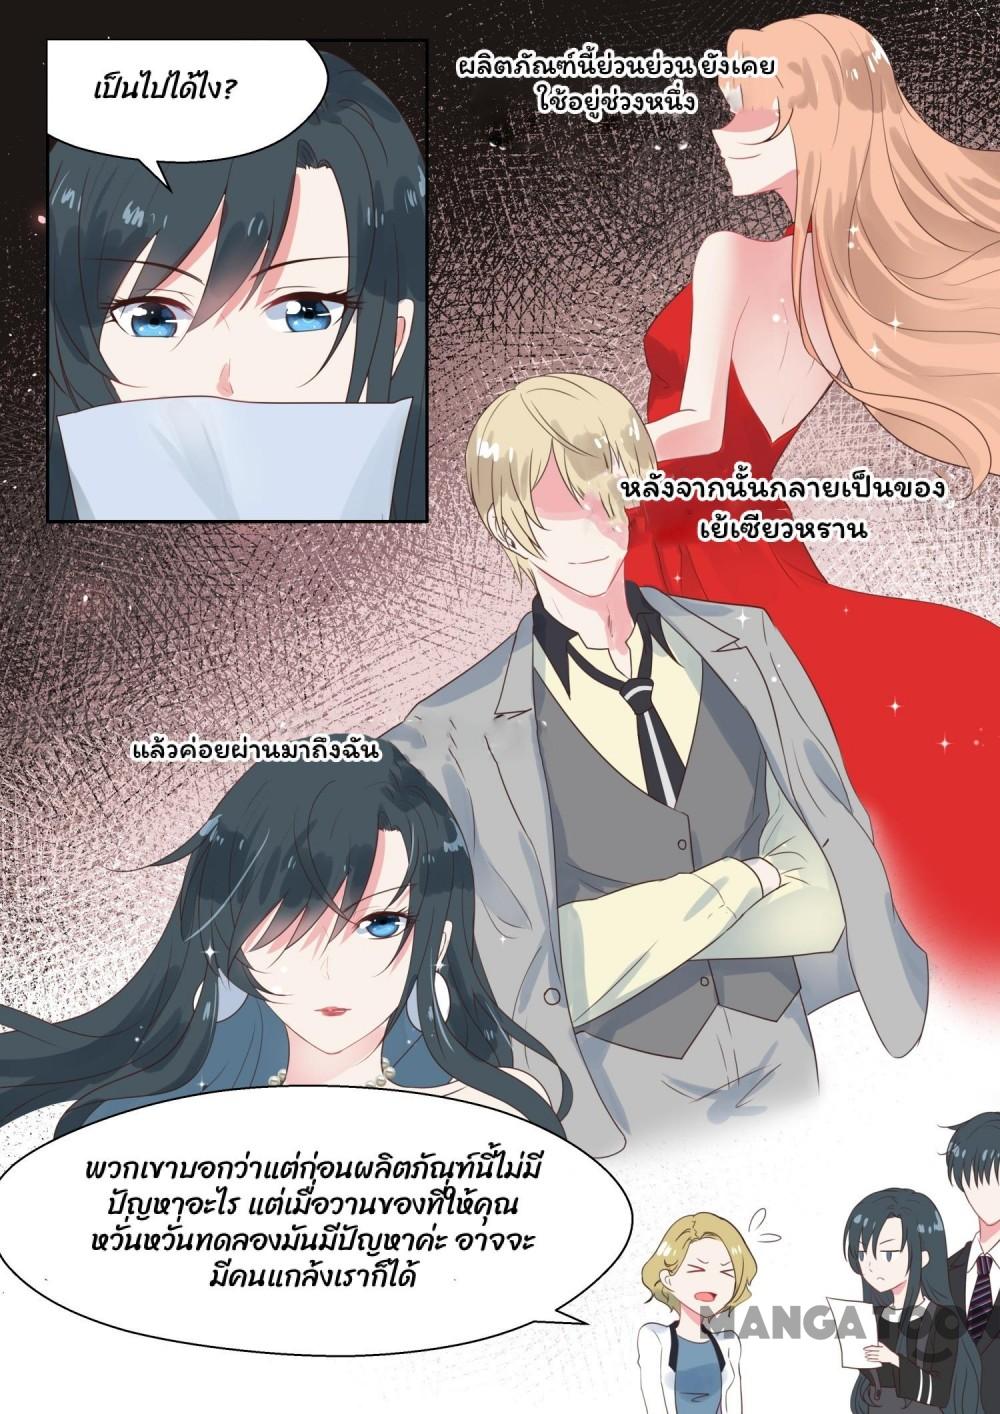 เป็นไปได้ไง?
ผลิตภัณฑ์นี้ย่วนย่วน ยังเคย
ใช้อยู่ช่วงหนึ่ง
หลังจากนั้นกลายเป็นของ
เย้เซียวหราน
แล้วค่อยผ่านมาถึงฉัน
พวกเขาบอกว่าแต่ก่อนผลิตภัณฑ์นี้ไม่มี
ปัญหาอะไร แต่เมื่อวานของที่ให้คุณ
หวั่นหวั่นทดลองมันมีปัญหาค่ะ อาจจะ
มีคนแกล้งเราก็ได้
MANGATOON